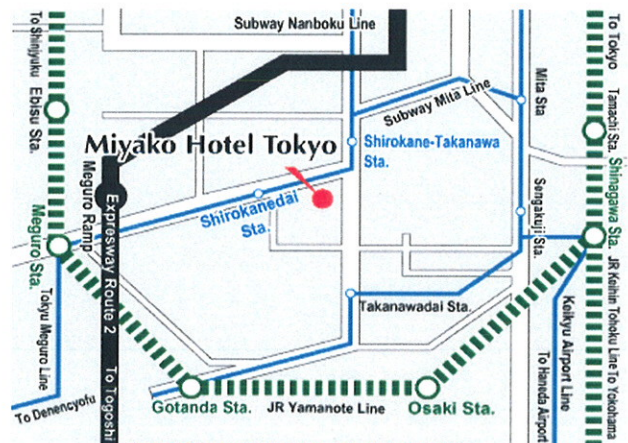 Subway Nanboku Line
To Shinjyuku
Ebisu Sta.
Subway Mita Line
Mita Sta
To Tokyo
Tamachi Sta.
Miyako Hotel Tokyo
Shirokane-Takanawa
Sta.
Meguro Ramp
Expresway Route 2
Shirokanedai
Sta.
Sengakuji Sta.
Shinagawa Sta.
Meguro Sta.
Tokyu Meguro Line
Takanawadai Sta.
Keikyu Airport Line
JR Keihin Tohoku Line To Yokohama
To Denencyofu
To Togoshi
Gotanda Sta.
JR Yamanote Line
Osaki Sta.
To Haneda Airport